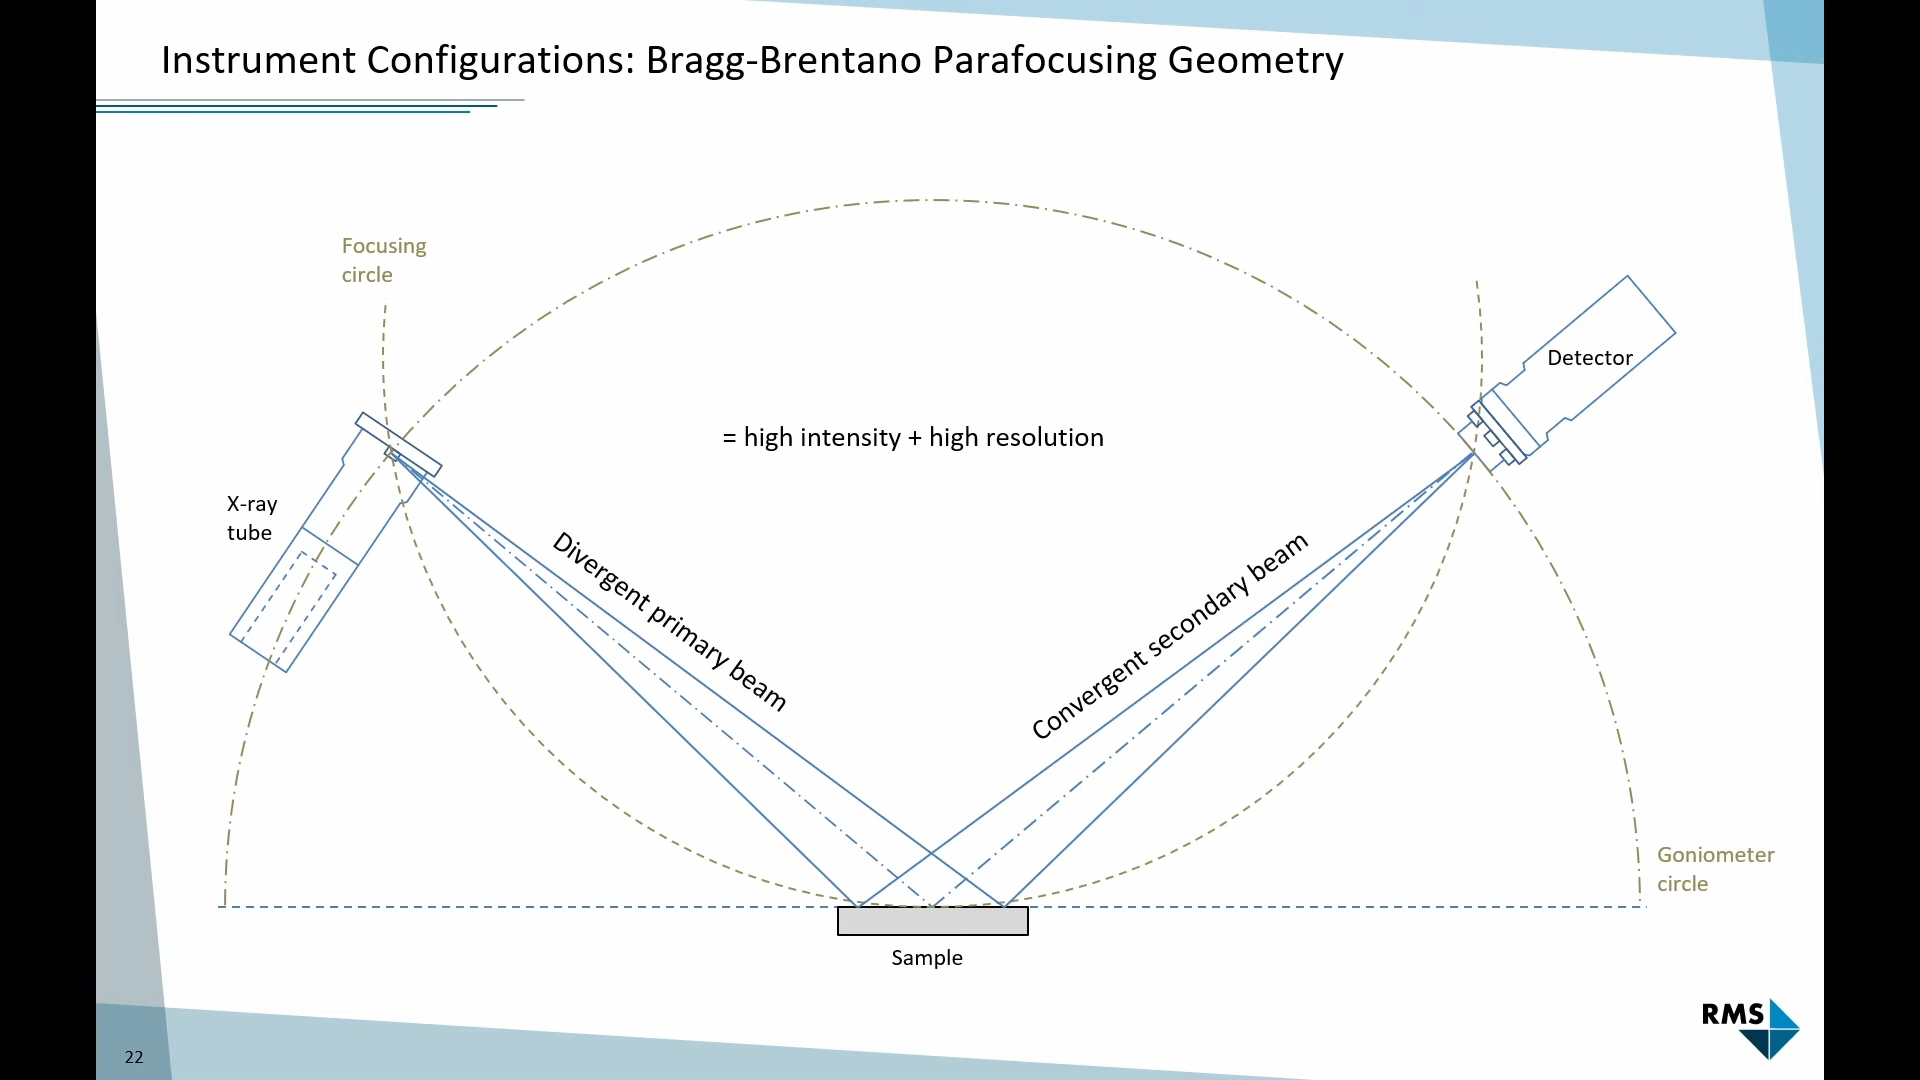 Instrument Configurations: Bragg-Brentano Parafocusing Geometry
Focusing
circle
Detector
= high intensity + high resolution
X-ray
tube
Divergent primary beam
Convergent secondary beam
Goniometer
circle
Sample
RMS
22